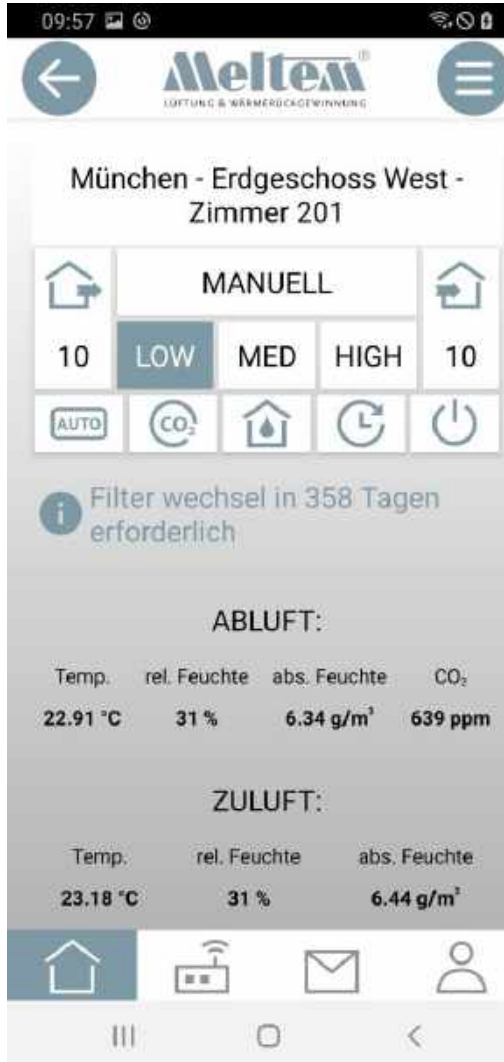 09:57
Meltem®
LÜFTUNG & WÄRMERÜCKGEWINNUNG
München - Erdgeschoss West -
Zimmer 201
MANUELL
10 LOW MED HIGH 10
AUTO CO₂
i Filter wechsel in 358 Tagen
erforderlich
ABLUFT:
Temp. rel. Feuchte abs. Feuchte CO₂
22.91 °C 31 % 6.34 g/m³ 639 ppm
ZULUFT:
Temp. rel. Feuchte abs. Feuchte
23.18 °C 31 % 6.44 g/m³